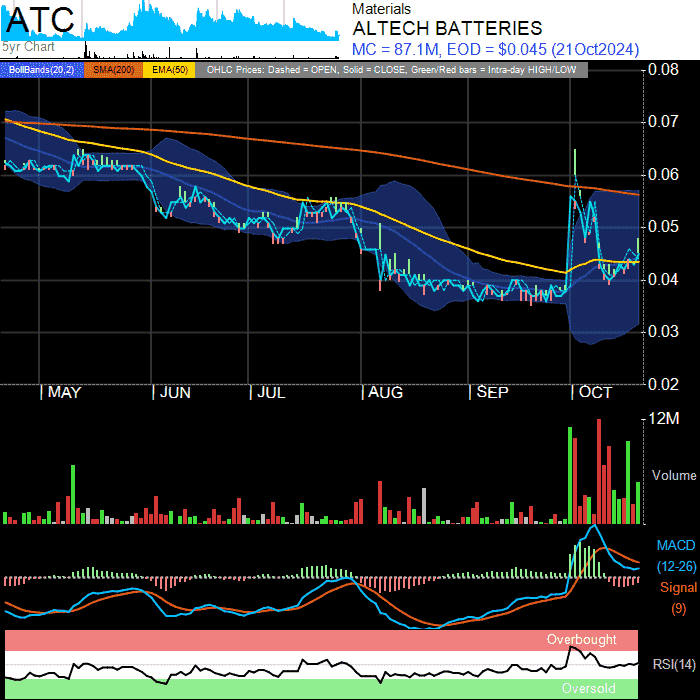 ATC
5yr Chart
Materials
ALTECH BATTERIES
MC = 87.1M, EOD = $0.045 (21Oct2024)
BollBands(20,2) SMA(200) EMA(50) OHLC Prices: Dashed = OPEN, Solid = CLOSE, Green/Red bars = Intra-day HIGH/LOW
0.08
0.07
0.06
0.05
0.04
0.03
0.02
| MAY | JUN | JUL | AUG | SEP | OCT
12M
Volume
MACD
(12-26)
Signal
(9)
Overbought
RSI(14)
Oversold